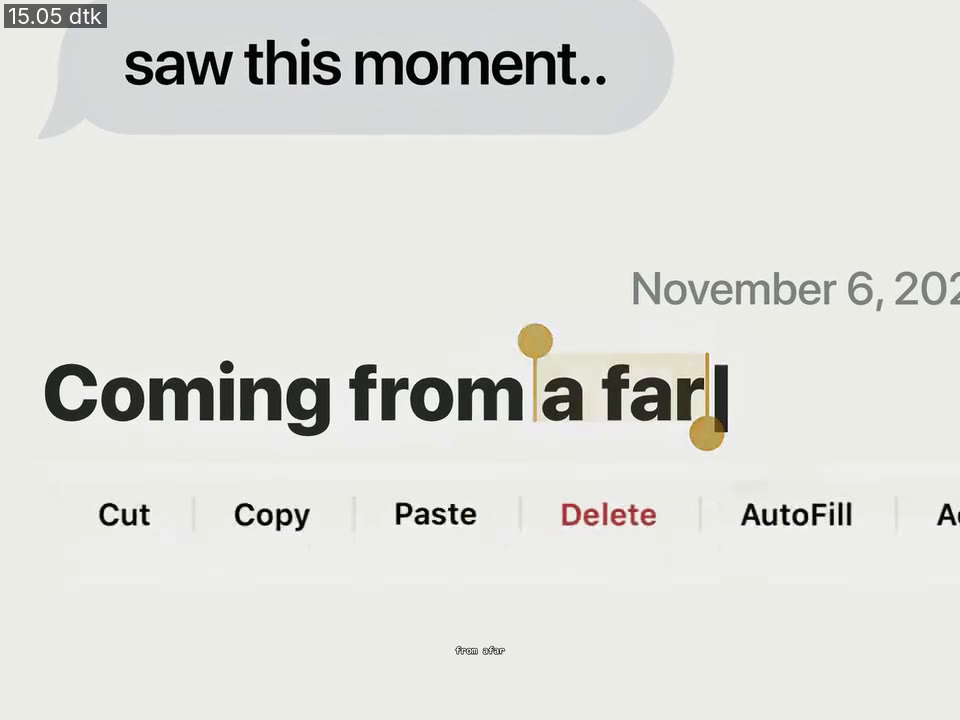 15.05 dtk
saw this moment..
November 6, 202
Coming from a far
Cut Copy Paste Delete AutoFill
from afar